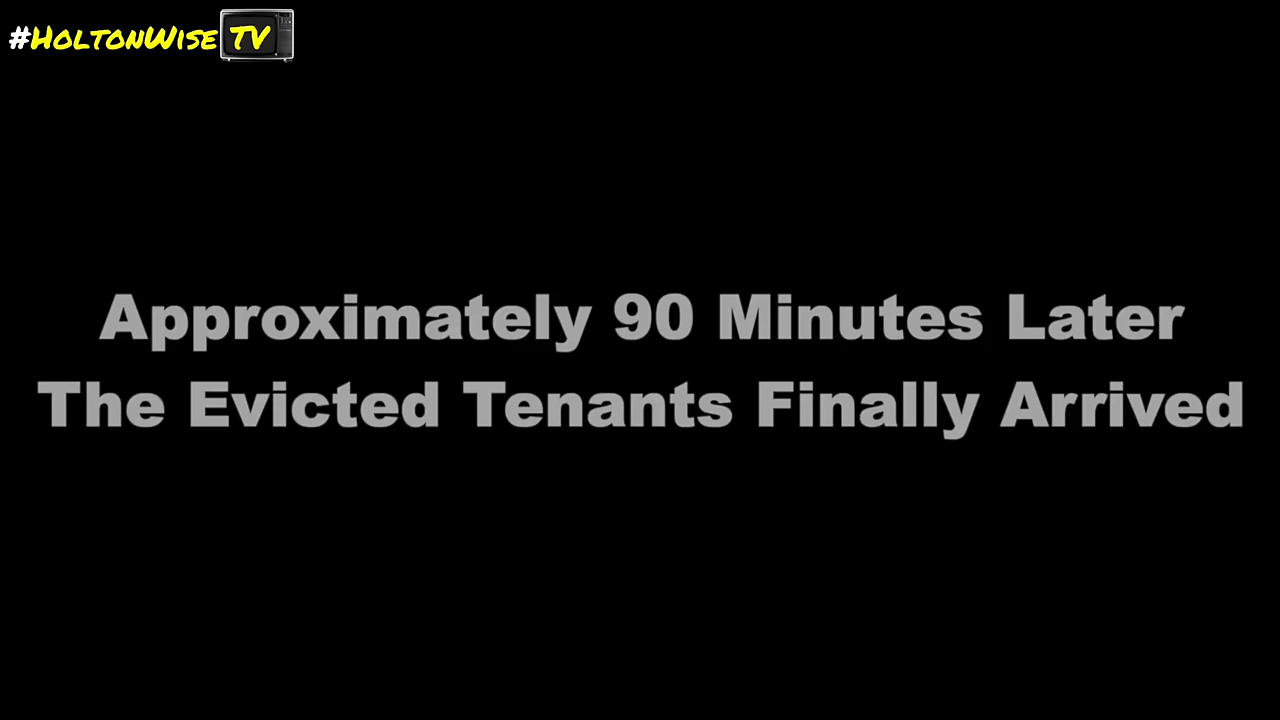 #HoltonWise TV
Approximately 90 Minutes Later
The Evicted Tenants Finally Arrived